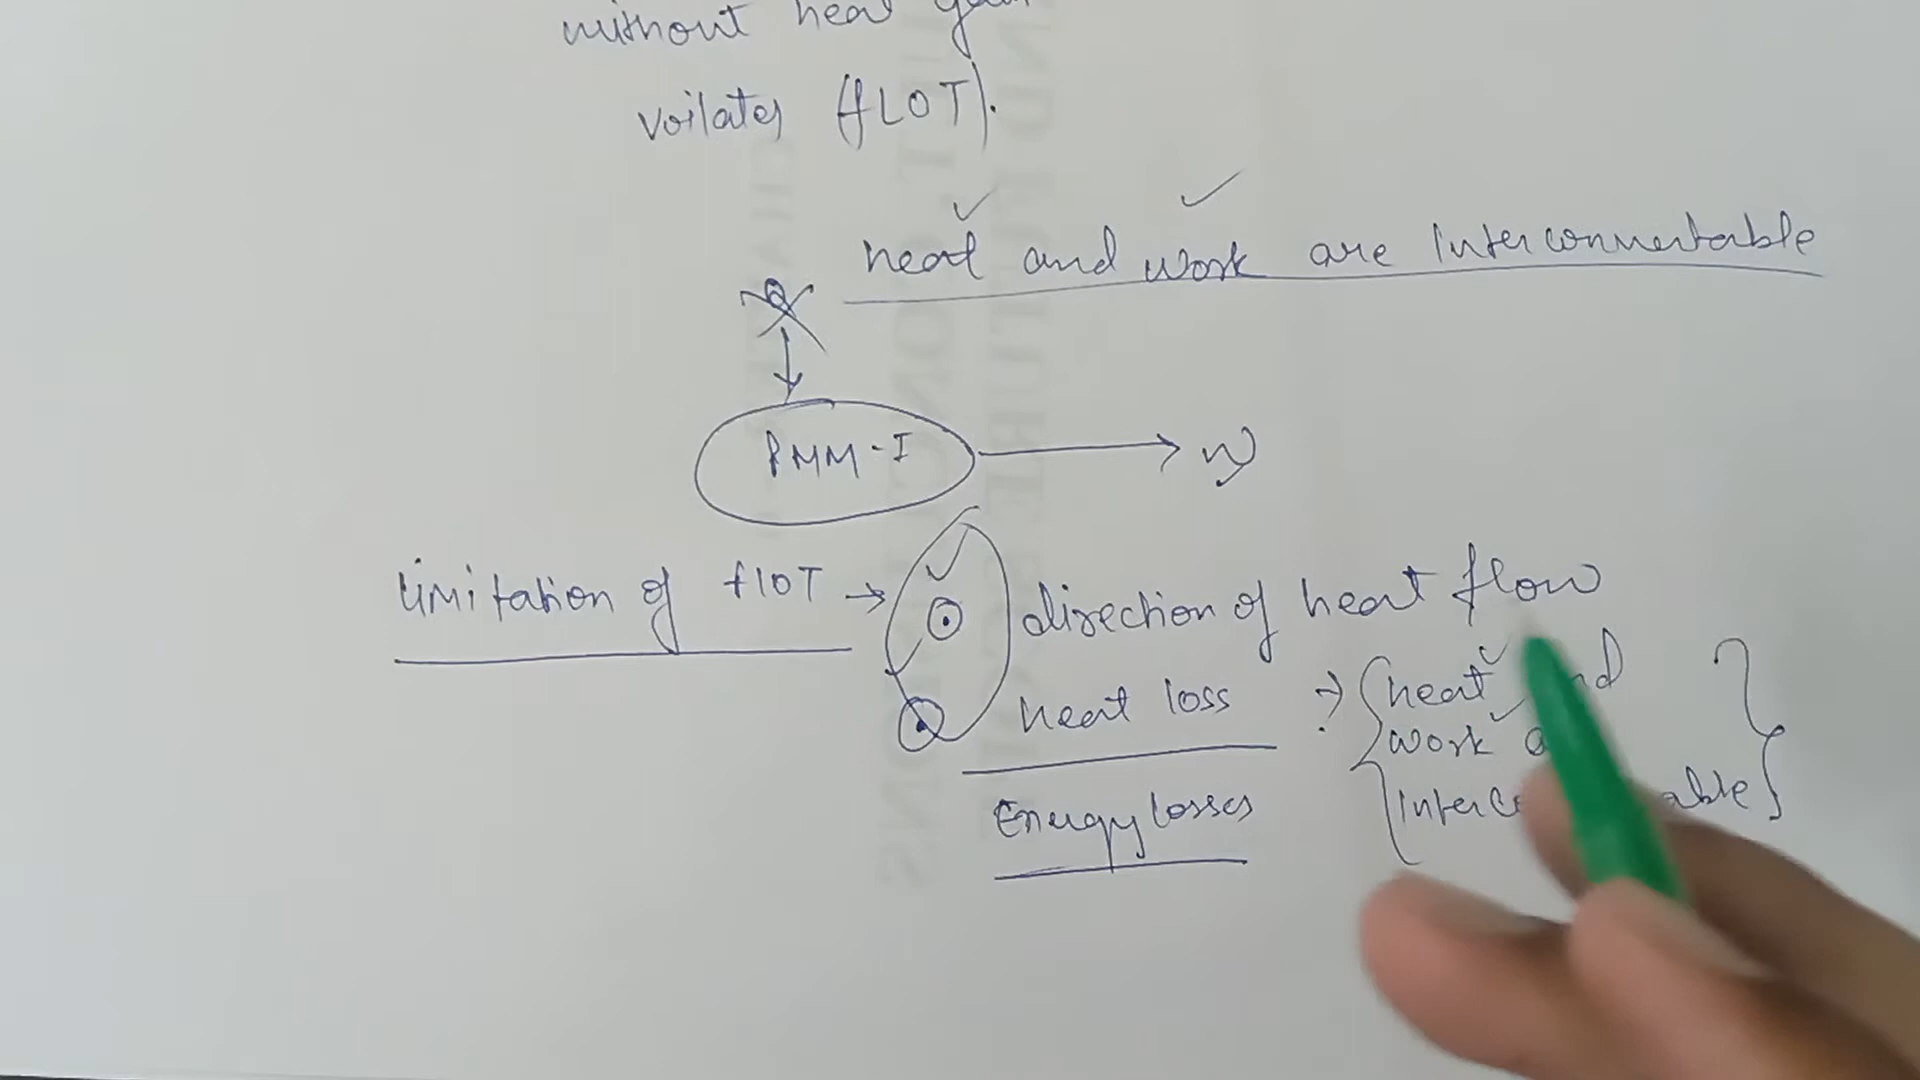 without heat
voilates (fLOT).
heat and work are Interconvertable
Q
PMM-I → W
limitation of fLOT → direction of heat flow
heat loss → heat
work
Energy losses